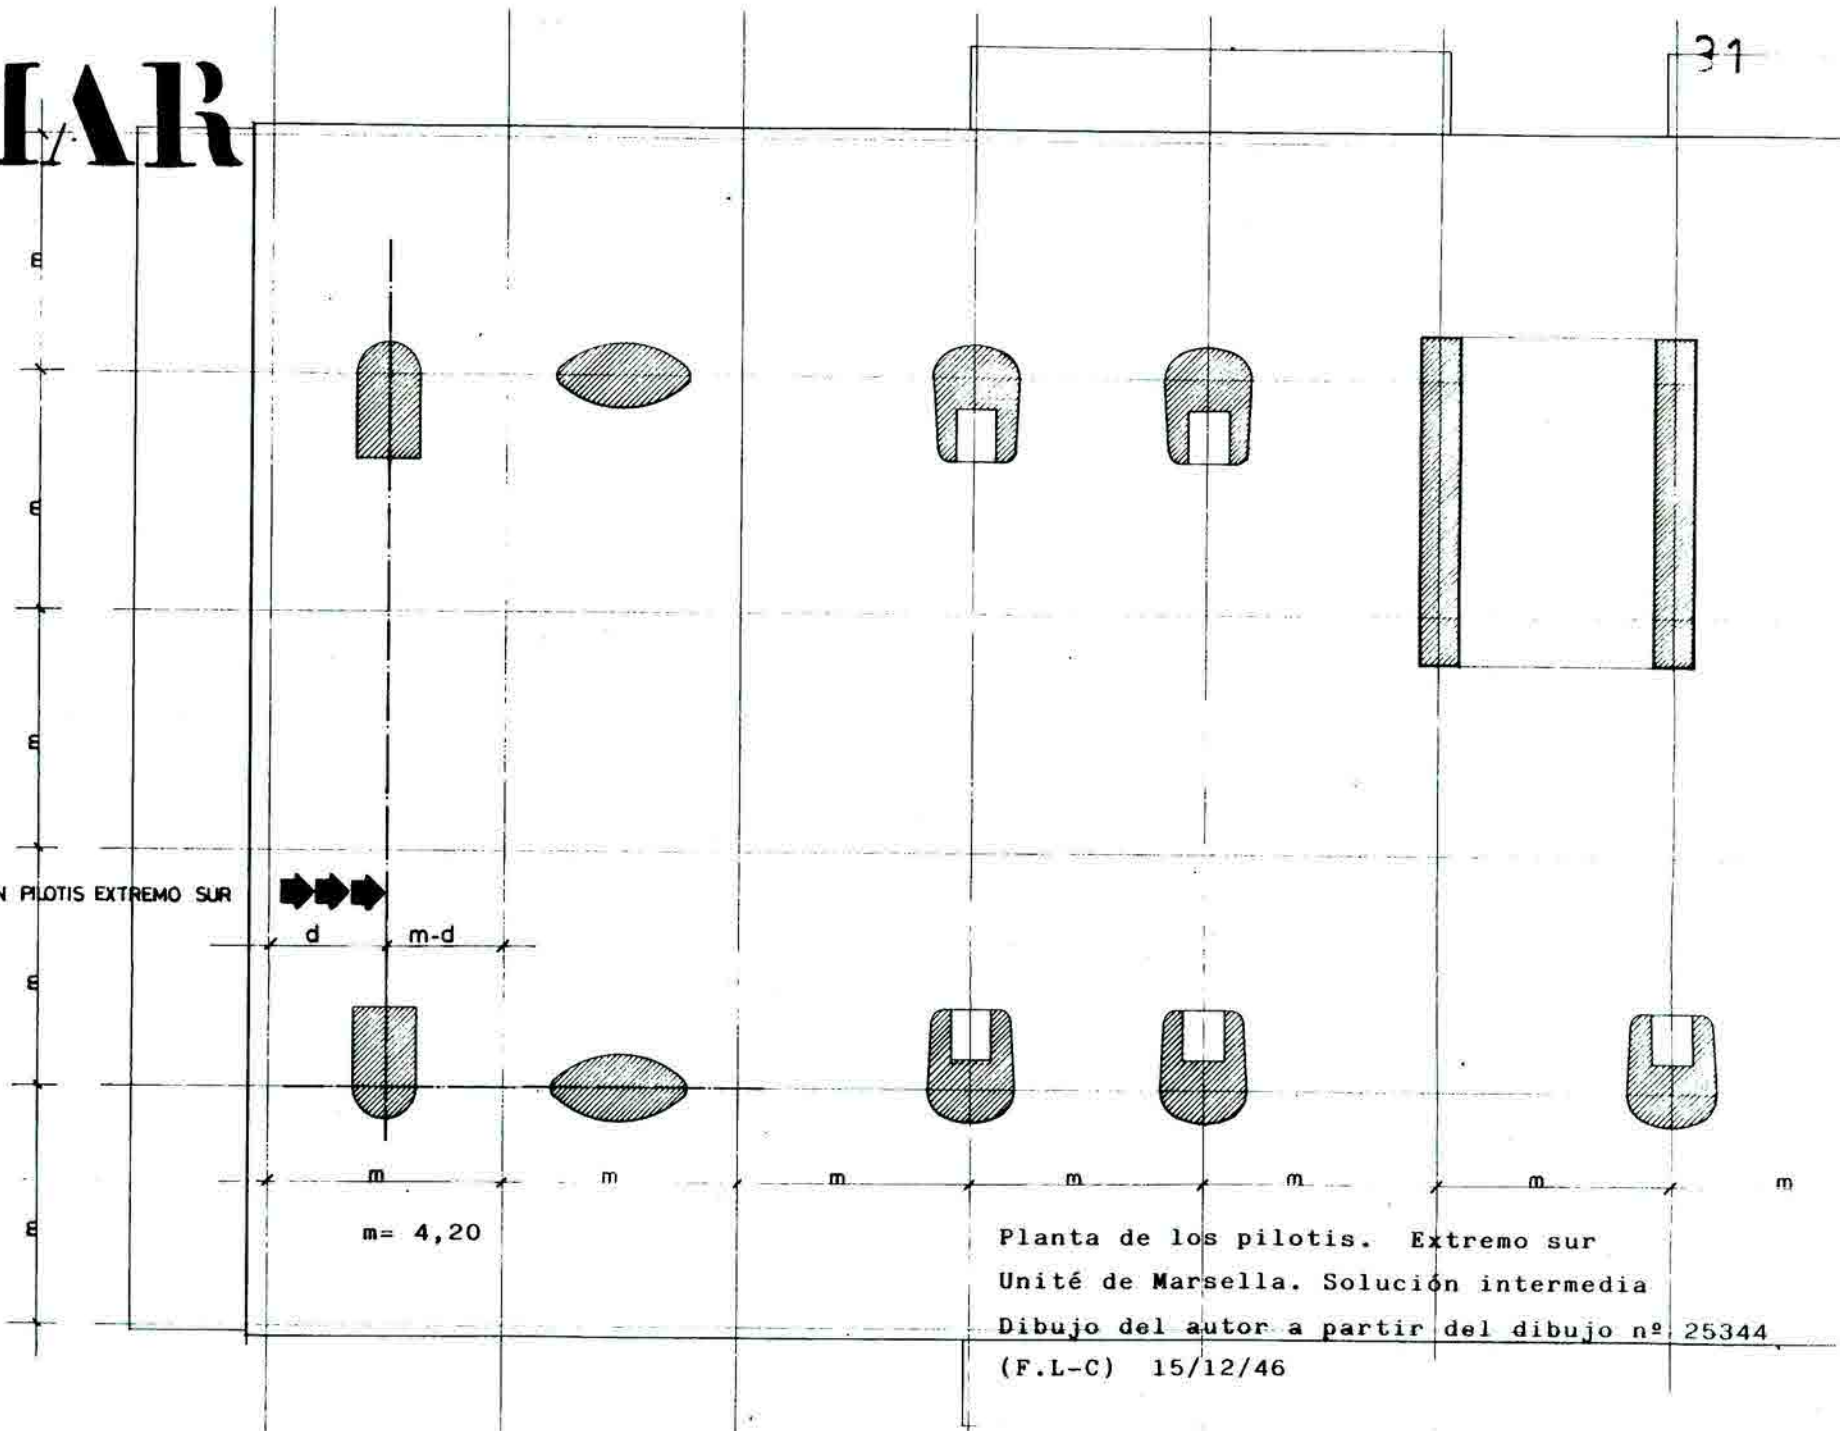 IAR
31
m
m
m
N PILOTIS EXTREMO SUR
d m-d
m
m m m m m m m
m
m= 4,20
Planta de los pilotis. Extremo sur
Unité de Marsella. Solución intermedia
Dibujo del autor a partir del dibujo nº 25344
(F.L-C) 15/12/46